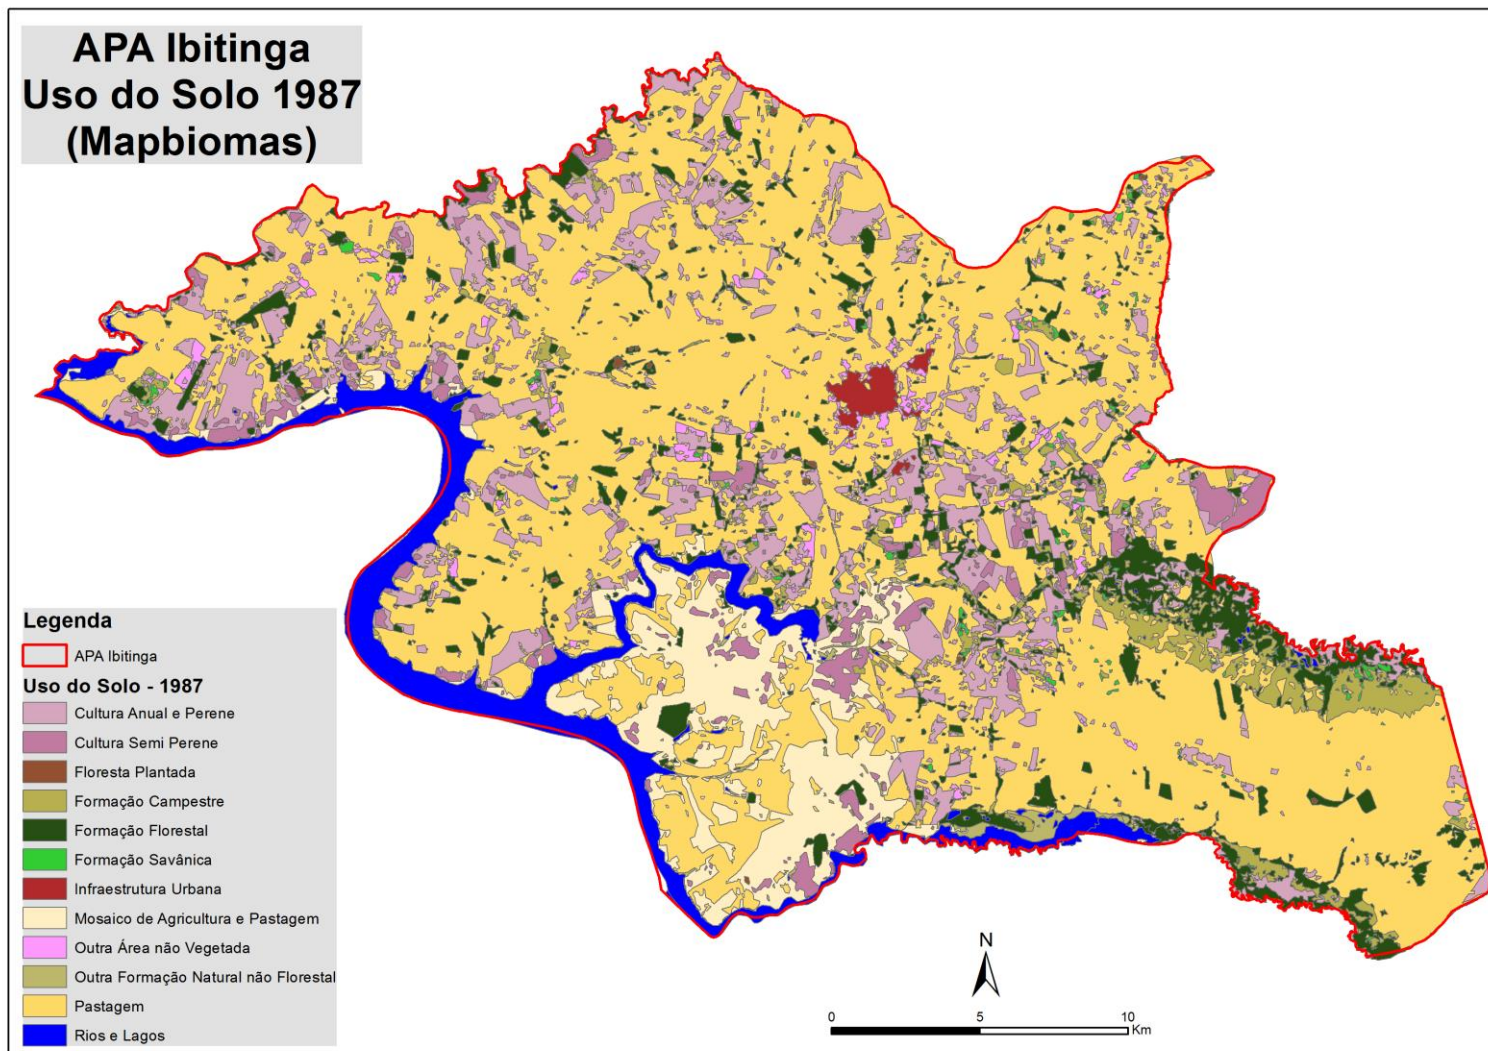 APA Ibitinga
Uso do Solo 1987
(Mapbiomas)
Legenda
APA Ibitinga
Uso do Solo - 1987
Cultura Anual e Perene
Cultura Semi Perene
Floresta Plantada
Formação Campestre
Formação Florestal
Formação Savânica
Infraestrutura Urbana
Mosaico de Agricultura e Pastagem
Outra Área não Vegetada
Outra Formação Natural não Florestal
Pastagem
Rios e Lagos
N
0 5 10
Km